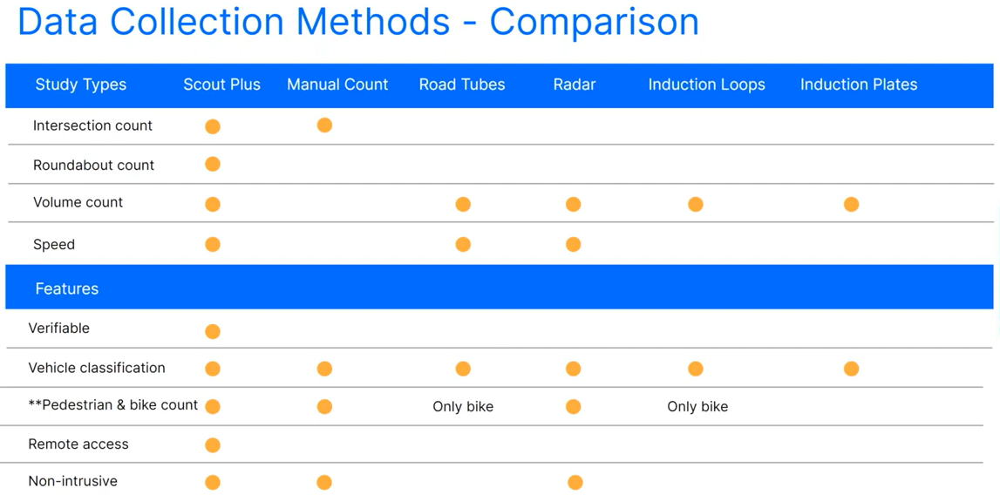 Data Collection Methods - Comparison
Study Types Scout Plus Manual Count Road Tubes Radar Induction Loops Induction Plates
Intersection count
Roundabout count
Volume count
Speed
Features
Verifiable
Vehicle classification
**Pedestrian & bike count Only bike Only bike
Remote access
Non-intrusive